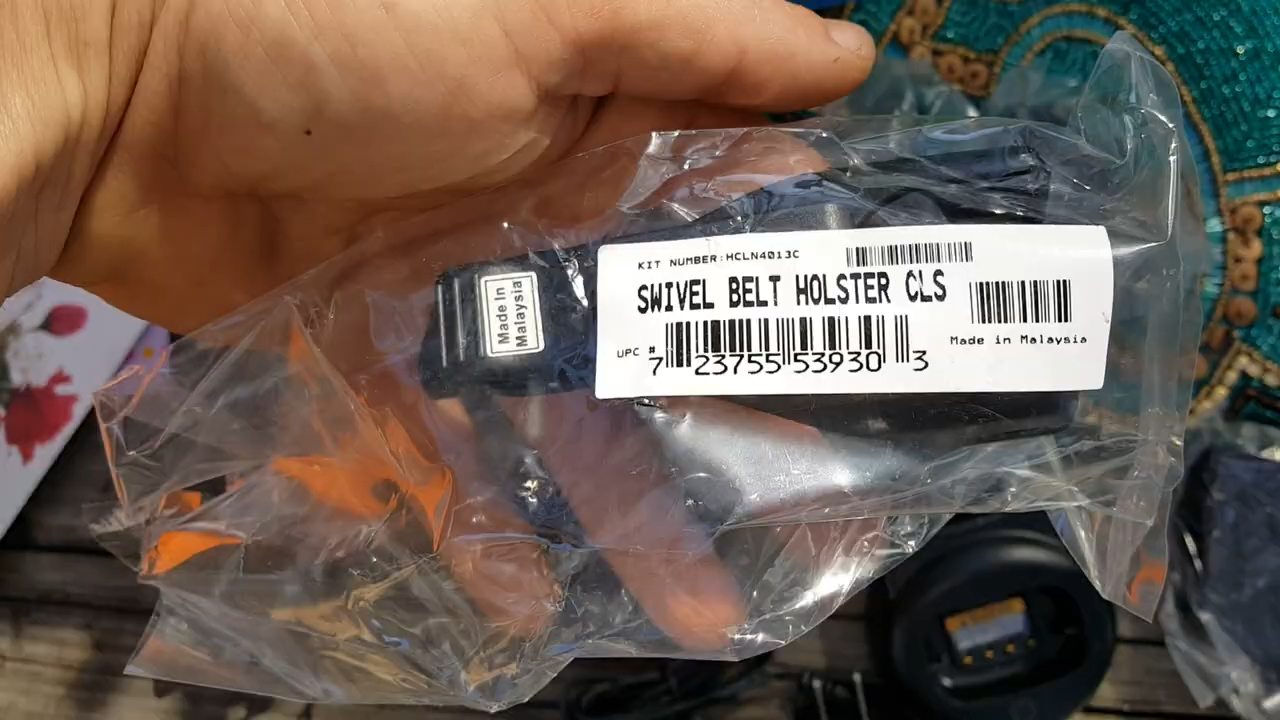 KIT NUMBER:HCLN4013C
SWIVEL BELT HOLSTER CLS
UPC # 7 23755 53930 3
Made in Malaysia
Made In
Malaysia